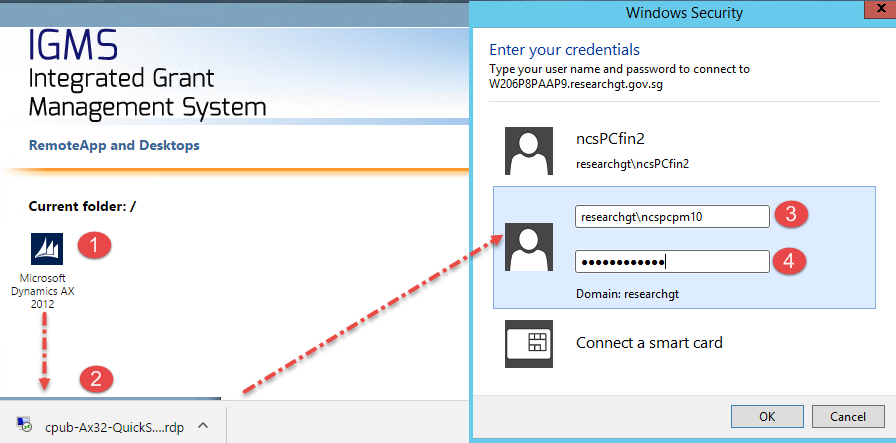 IGMS
Integrated Grant
Management System
RemoteApp and Desktops
Current folder: /
1
Microsoft
Dynamics AX
2012
2
cpub-Ax32-QuickS....rdp
Windows Security
X
Enter your credentials
Type your user name and password to connect to
W206P8PAAP9.researchgt.gov.sg
ncsPCfin2
researchgt\ncsPCfin2
researchgt\ncspcpm10
3
●●●●●●●●●●●●
4
Domain: researchgt
Connect a smart card
OK
Cancel